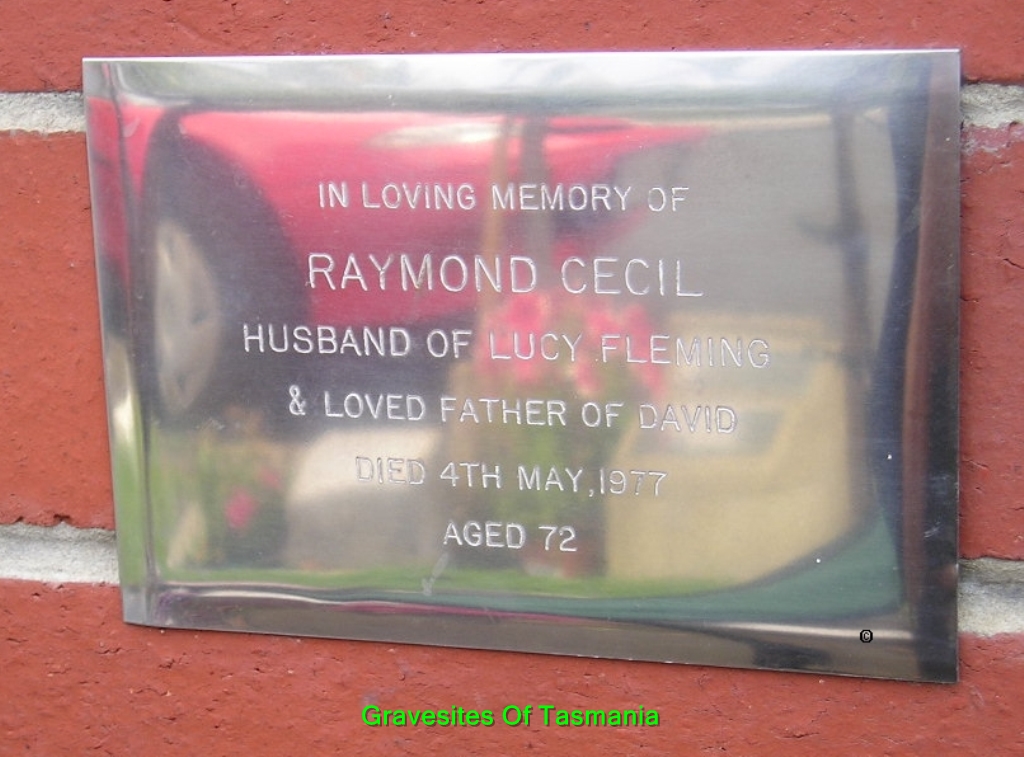 IN LOVING MEMORY OF
RAYMOND CECIL
HUSBAND OF LUCY FLEMING
& LOVED FATHER OF DAVID
DIED 4TH MAY, 1977
AGED 72
©
Gravesites Of Tasmania